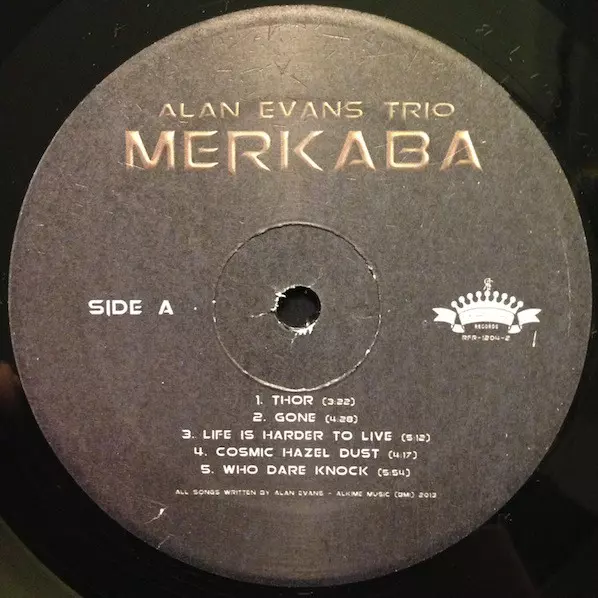 ALAN EVANS TRIO
MERKABA
SIDE A
RECORDS
RFR-1204-2
1. THOR (3:22)
2. GONE (4:28)
3. LIFE IS HARDER TO LIVE (5:12)
4. COSMIC HAZEL DUST (4:17)
5. WHO DARE KNOCK (5:54)
ALL SONGS WRITTEN BY ALAN EVANS - ALKIME MUSIC (BMI) 2013